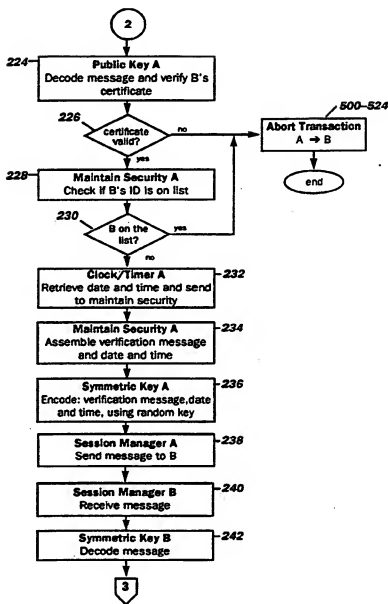 2
224
Public Key A
Decode message and verify B's
certificate
226
certificate
valid?
no
yes
500-524
Abort Transaction
A → B
end
228
Maintain Security A
Check if B's ID is on list
230
B on the
list?
yes
no
Clock/Timer A
Retrieve date and time and send
to maintain security
232
Maintain Security A
Assemble verification message
and date and time
234
Symmetric Key A
Encode: verification message,date
and time, using random key
236
Session Manager A
Send message to B
238
Session Manager B
Receive message
240
Symmetric Key B
Decode message
242
3